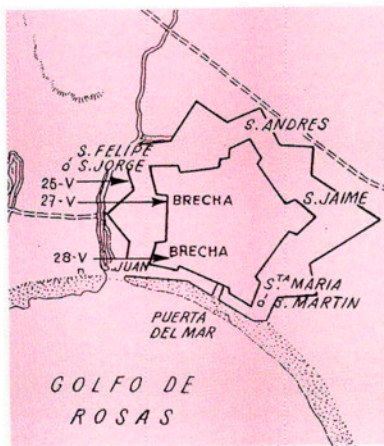 S. ANDRES
S. FELIPE
ó S. JORGE
25-V
27-V
BRECHA
S. JAIME
28-V
BRECHA
JUAN
STA MARIA
ó S. MARTIN
PUERTA
DEL MAR
GOLFO DE
ROSAS